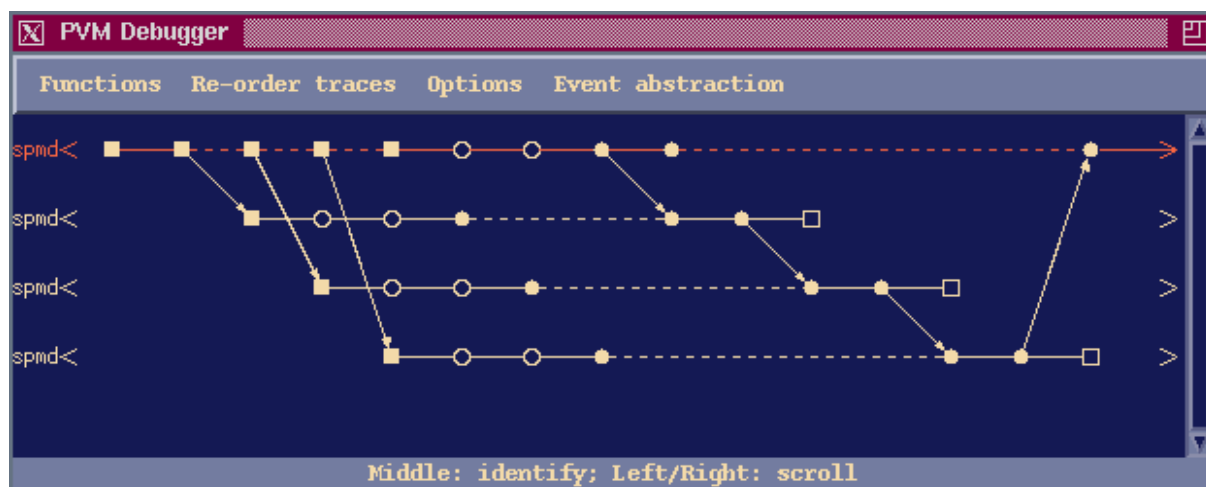 PVM Debugger
Functions Re-order traces Options Event abstraction
spmd<
spmd<
spmd<
spmd<
Middle: identify; Left/Right: scroll